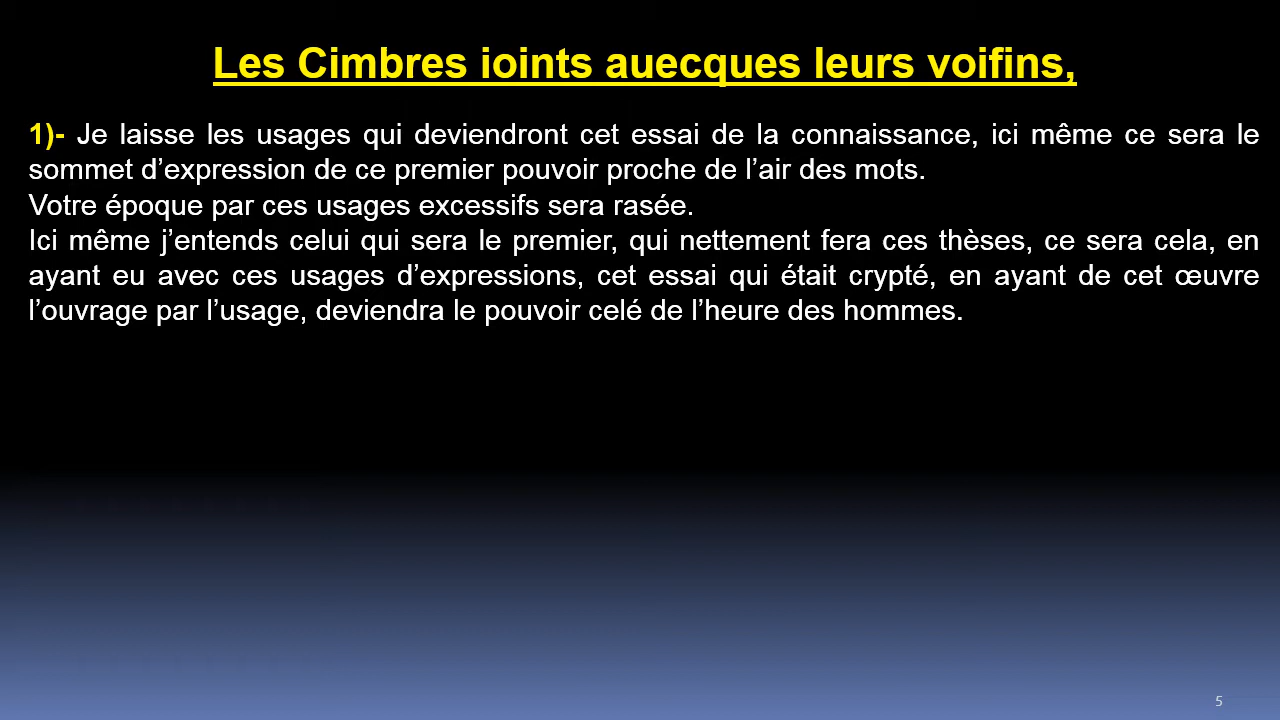 Les Cimbres ioints auecques leurs voifins,
1)- Je laisse les usages qui deviendront cet essai de la connaissance, ici même ce sera le
sommet d’expression de ce premier pouvoir proche de l’air des mots.
Votre époque par ces usages excessifs sera rasée.
Ici même j’entends celui qui sera le premier, qui nettement fera ces thèses, ce sera cela, en
ayant eu avec ces usages d’expressions, cet essai qui était crypté, en ayant de cet œuvre
l’ouvrage par l’usage, deviendra le pouvoir celé de l’heure des hommes.
5